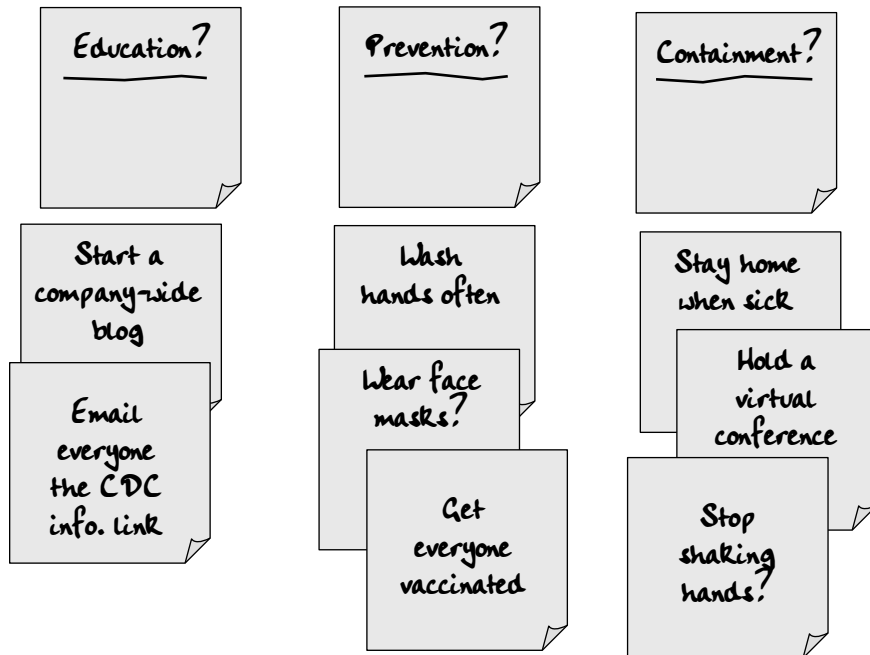 Education?
Start a
company-wide
blog
Email
everyone
the CDC
info. link
Prevention?
Wash
hands often
Wear face
masks?
Get
everyone
vaccinated
Containment?
Stay home
when sick
Hold a
virtual
conference
Stop
shaking
hands?